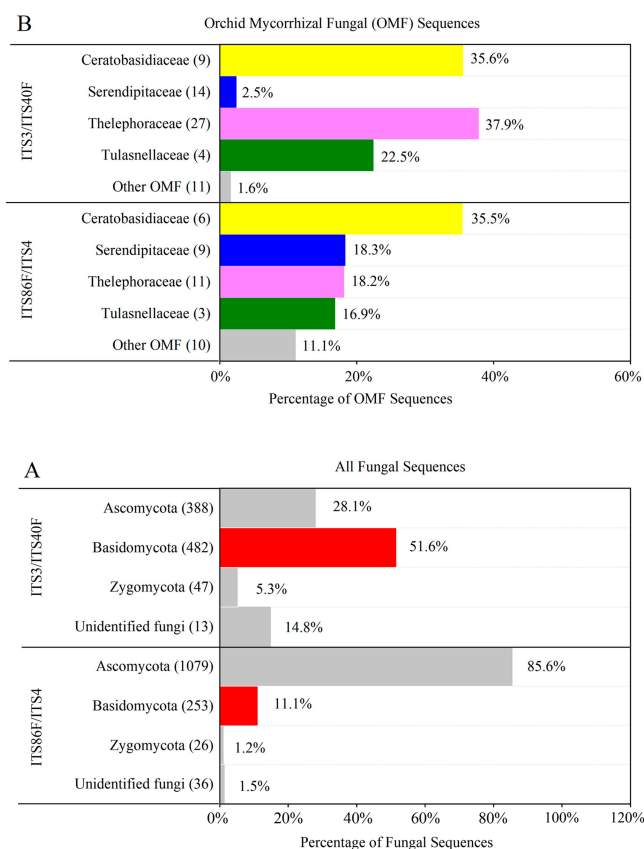 B
Orchid Mycorrhizal Fungal (OMF) Sequences
ITS3/ITS40F
Ceratobasidiaceae (9)
35.6%
Serendipitaceae (14)
2.5%
Thelephoraceae (27)
37.9%
Tulasnellaceae (4)
22.5%
Other OMF (11)
1.6%
ITS86F/ITS4
Ceratobasidiaceae (6)
35.5%
Serendipitaceae (9)
18.3%
Thelephoraceae (11)
18.2%
Tulasnellaceae (3)
16.9%
Other OMF (10)
11.1%
0% 20% 40% 60%
Percentage of OMF Sequences
A
All Fungal Sequences
ITS3/ITS40F
Ascomycota (388)
28.1%
Basidomycota (482)
51.6%
Zygomycota (47)
5.3%
Unidentified fungi (13)
14.8%
ITS86F/ITS4
Ascomycota (1079)
85.6%
Basidomycota (253)
11.1%
Zygomycota (26)
1.2%
Unidentified fungi (36)
1.5%
0% 20% 40% 60% 80% 100% 120%
Percentage of Fungal Sequences